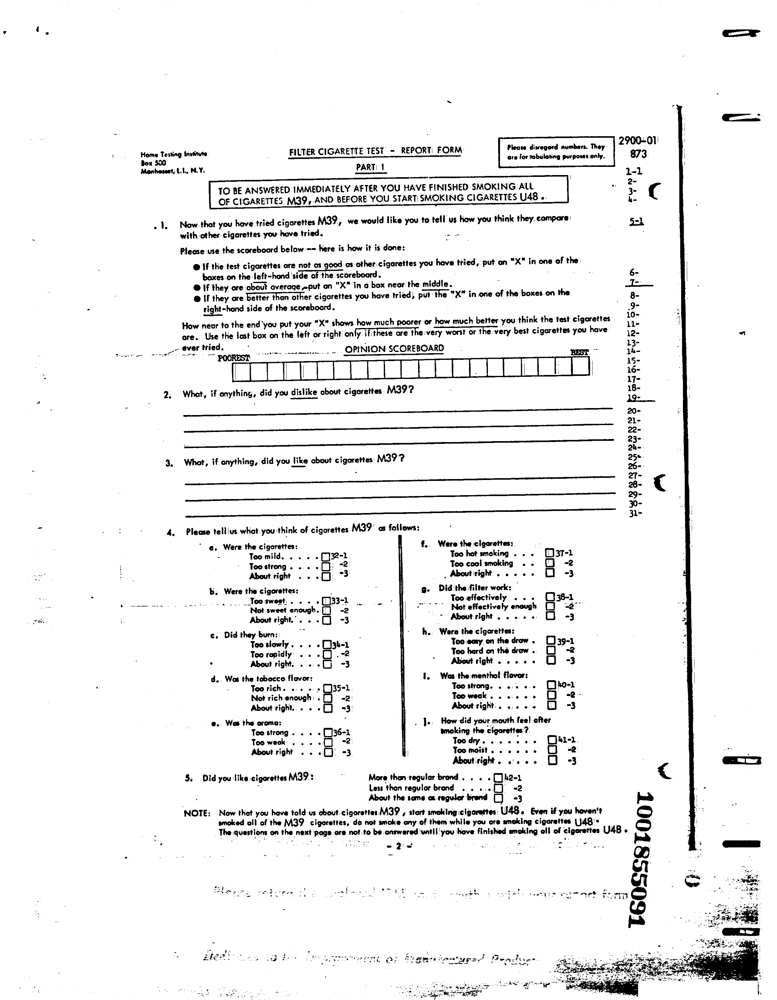 Home Testing Institute
Box 500
Manhasset, L.I., N.Y.
FILTER CIGARETTE TEST - REPORT FORM
PART I
Please disregard numbers. They
are for tabulating purposes only.
2900-01
873
1-1
2-
3-
4-
TO BE ANSWERED IMMEDIATELY AFTER YOU HAVE FINISHED SMOKING ALL
OF CIGARETTES M39, AND BEFORE YOU START SMOKING CIGARETTES U48.
1. Now that you have tried cigarettes M39, we would like you to tell us how you think they compare
with other cigarettes you have tried.
5-1
Please use the scoreboard below -- here is how it is done:
● If the test cigarettes are not as good as other cigarettes you have tried, put an "X" in one of the
boxes on the left-hand side of the scoreboard.
● If they are about average, put an "X" in a box near the middle.
● If they are better than other cigarettes you have tried, put the "X" in one of the boxes on the
right-hand side of the scoreboard.
How near to the end you put your "X" shows how much poorer or how much better you think the test cigarettes
are. Use the last box on the left or right only if these are the very worst or the very best cigarettes you have
ever tried.
6-
7-
8-
9-
10-
11-
12-
13-
14-
15-
16-
17-
18-
19-
OPINION SCOREBOARD
POOREST
BEST
2. What, if anything, did you dislike about cigarettes M39?
20-
21-
22-
23-
24-
25-
3. What, if anything, did you like about cigarettes M39?
26-
27-
28-
29-
30-
31-
4. Please tell us what you think of cigarettes M39 as follows:
a. Were the cigarettes:
Too mild. . . . . 32-1
Too strong . . . . -2
About right . . . -3
b. Were the cigarettes:
Too sweet. . . . . 33-1
Not sweet enough. -2
About right. . . . -3
c. Did they burn:
Too slowly. . . . 34-1
Too rapidly . . . -2
About right. . . . -3
d. Was the tobacco flavor:
Too rich. . . . . 35-1
Not rich enough . -2
About right. . . . -3
e. Was the aroma:
Too strong . . . . 36-1
Too weak . . . . -2
About right . . . -3
f. Were the cigarettes:
Too hot smoking . . . 37-1
Too cool smoking . . -2
About right . . . . . -3
g. Did the filter work:
Too effectively . . . 38-1
Not effectively enough -2
About right . . . . . -3
h. Were the cigarettes:
Too easy on the draw . 39-1
Too hard on the draw . -2
About right . . . . . -3
i. Was the menthol flavor:
Too strong. . . . . . 40-1
Too weak . . . . . . -2
About right . . . . . -3
j. How did your mouth feel after
smoking the cigarettes?
Too dry. . . . . . . 41-1
Too moist . . . . . . -2
About right . . . . . -3
5. Did you like cigarettes M39:
More than regular brand . . . . 42-1
Less than regular brand . . . . -2
About the same as regular brand -3
NOTE: Now that you have told us about cigarettes M39, start smoking cigarettes U48. Even if you haven't
smoked all of the M39 cigarettes, do not smoke any of them while you are smoking cigarettes U48.
The questions on the next page are not to be answered until you have finished smoking all of cigarettes U48.
- 2 -
1001855091
Please return the
with your report form